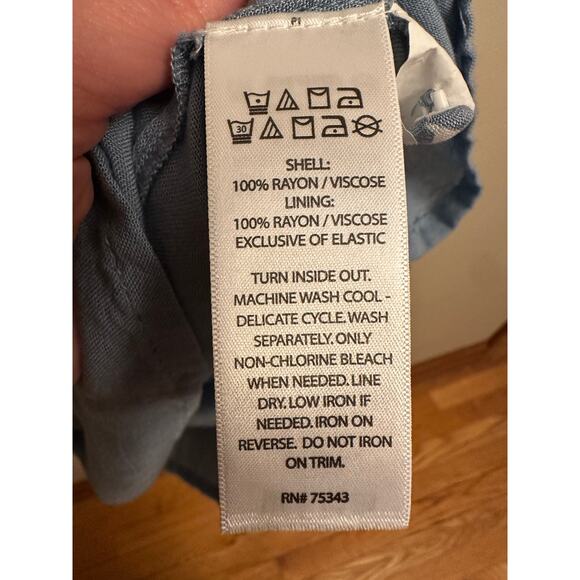 30
SHELL:
100% RAYON / VISCOSE
LINING:
100% RAYON / VISCOSE
EXCLUSIVE OF ELASTIC
TURN INSIDE OUT.
MACHINE WASH COOL -
DELICATE CYCLE. WASH
SEPARATELY. ONLY
NON-CHLORINE BLEACH
WHEN NEEDED. LINE
DRY. LOW IRON IF
NEEDED. IRON ON
REVERSE. DO NOT IRON
ON TRIM.
RN# 75343